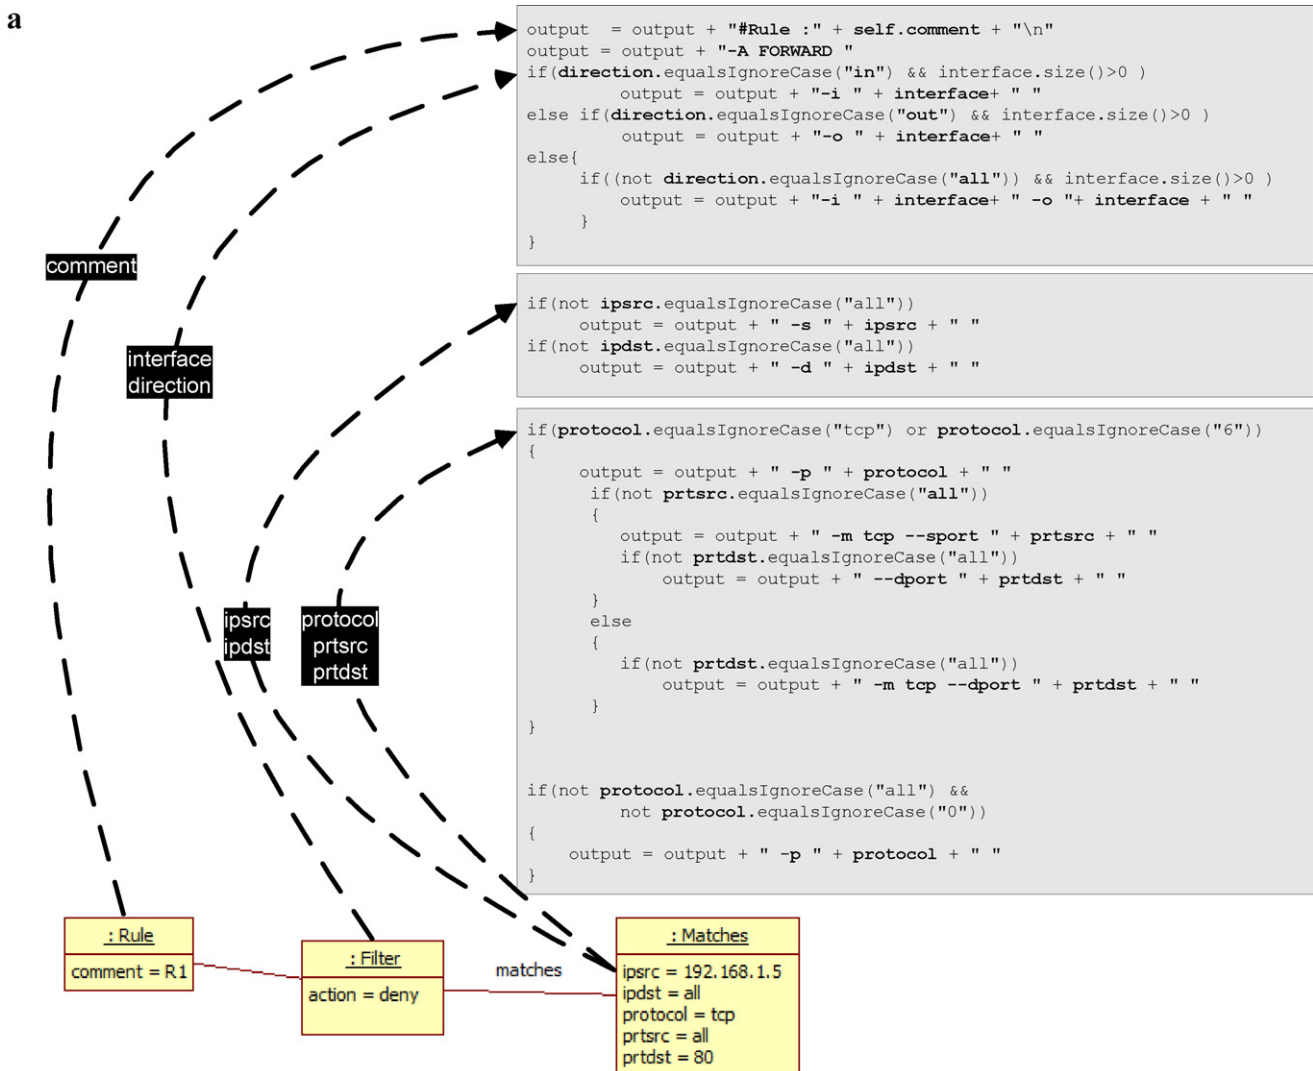 a
output  = output + "#Rule :" + self.comment + "\n"
output = output + "-A FORWARD "
if(direction.equalsIgnoreCase("in") && interface.size()>0 )
output = output + "-i " + interface+ " "
else if(direction.equalsIgnoreCase("out") && interface.size()>0 )
output = output + "-o " + interface+ " "
else{
if((not direction.equalsIgnoreCase("all")) && interface.size()>0 )
output = output + "-i " + interface+ " -o "+ interface + " "
}
}
comment
if(not ipsrc.equalsIgnoreCase("all"))
output = output + " -s " + ipsrc + " "
if(not ipdst.equalsIgnoreCase("all"))
output = output + " -d " + ipdst + " "
interface
direction
if(protocol.equalsIgnoreCase("tcp") or protocol.equalsIgnoreCase("6"))
{
output = output + " -p " + protocol + " "
if(not prtsrc.equalsIgnoreCase("all"))
{
output = output + " -m tcp --sport " + prtsrc + " "
if(not prtdst.equalsIgnoreCase("all"))
output = output + " --dport " + prtdst + " "
}
else
{
if(not prtdst.equalsIgnoreCase("all"))
output = output + " -m tcp --dport " + prtdst + " "
}
}
if(not protocol.equalsIgnoreCase("all") &&
not protocol.equalsIgnoreCase("0"))
{
output = output + " -p " + protocol + " "
}
ipsrc
ipdst
protocol
prtsrc
prtdst
: Rule
comment = R1
: Filter
action = deny
matches
: Matches
ipsrc = 192.168.1.5
ipdst = all
protocol = tcp
prtsrc = all
prtdst = 80